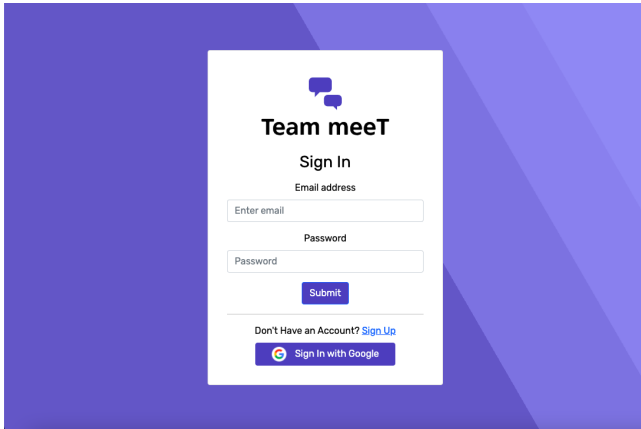 Team meeT
Sign In
Email address
Enter email
Password
Password
Submit
Don't Have an Account? Sign Up
Sign In with Google